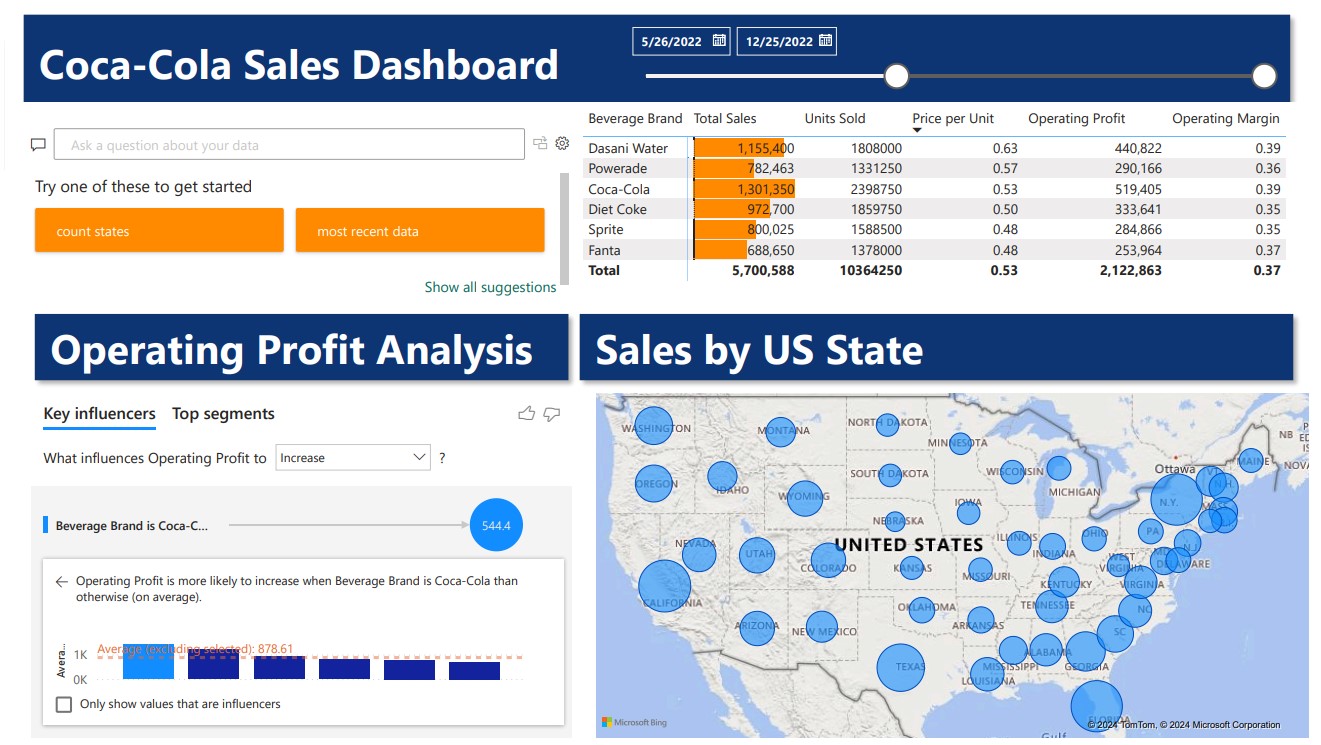 Coca-Cola Sales Dashboard
5/26/2022
12/25/2022
Ask a question about your data
Try one of these to get started
count states
most recent data
Show all suggestions
Beverage Brand Total Sales Units Sold Price per Unit Operating Profit Operating Margin
Dasani Water 1,155,400 1808000 0.63 440,822 0.39
Powerade 782,463 1331250 0.57 290,166 0.36
Coca-Cola 1,301,350 2398750 0.53 519,405 0.39
Diet Coke 972,700 1859750 0.50 333,641 0.35
Sprite 800,025 1588500 0.48 284,866 0.35
Fanta 688,650 1378000 0.48 253,964 0.37
Total 5,700,588 10364250 0.53 2,122,863 0.37
Operating Profit Analysis
Key influencers Top segments
What influences Operating Profit to Increase ?
Beverage Brand is Coca-C... 544.4
Operating Profit is more likely to increase when Beverage Brand is Coca-Cola than
otherwise (on average).
Avera...
1K
0K
Average (excluding selected): 878.61
Only show values that are influencers
Sales by US State
WASHINGTON
MONTANA
NORTH DAKOTA
MINNESOTA
NB
MAINE
NOVA
Ottawa
VT
N.H.
OREGON
IDAHO
SOUTH DAKOTA
WISCONSIN
MICHIGAN
WYOMING
IOWA
N.Y.
MASS
NEBRASKA
PA
NEVADA
UTAH
UNITED STATES
ILLINOIS
INDIANA
OHIO
N.J.
MD
DELAWARE
COLORADO
KANSAS
MISSOURI
WEST
VIRGINIA
KENTUCKY
VIRGINIA
CALIFORNIA
OKLAHOMA
TENNESSEE
NC
ARIZONA
NEW MEXICO
ARKANSAS
SC
ALABAMA
MISSISSIPPI
GEORGIA
TEXAS
LOUISIANA
FLORIDA
Gulf
Microsoft Bing
© 2024 TomTom, © 2024 Microsoft Corporation